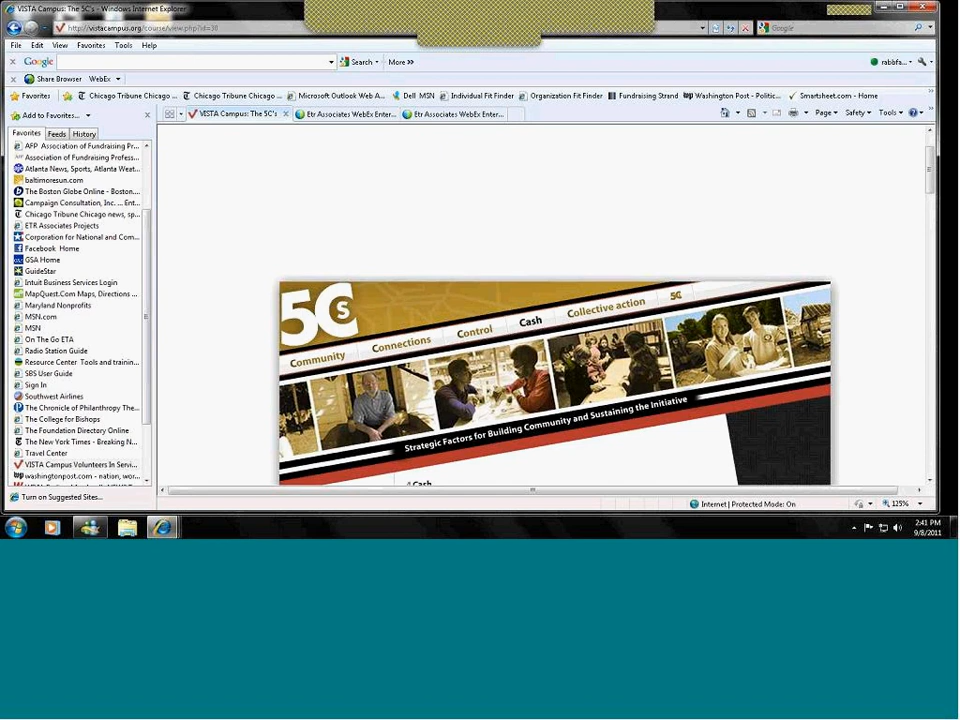 VISTA Campus: The 5C's - Windows Internet Explorer
http://vistacampus.org/course/view.php?id=30
Google
File Edit View Favorites Tools Help
x Google Search More >>
rabbfa...
x Share Browser WebEx
Favorites Chicago Tribune Chicago ... Chicago Tribune Chicago ... Microsoft Outlook Web A... Dell MSN Individual Fit Finder Organization Fit Finder Fundraising Strand Washington Post - Politic... Smartsheet.com - Home
Add to Favorites... x
VISTA Campus: The 5C's x Etr Associates WebEx Enter... Etr Associates WebEx Enter...
Page Safety Tools
Favorites Feeds History
AFP Association of Fundraising Pr...
Association of Fundraising Profess...
Atlanta News, Sports, Atlanta Weat...
baltimoresun.com
The Boston Globe Online - Boston....
Campaign Consultation, Inc. ... Ent...
Chicago Tribune Chicago news, sp...
ETR Associates Projects
Corporation for National and Com...
Facebook Home
GSA Home
GuideStar
Intuit Business Services Login
MapQuest.Com Maps, Directions ...
Maryland Nonprofits
MSN.com
MSN
On The Go ETA
Radio Station Guide
Resource Center Tools and trainin...
SBS User Guide
Sign In
Southwest Airlines
The Chronicle of Philanthropy The...
The College for Bishops
The Foundation Directory Online
The New York Times - Breaking N...
Travel Center
VISTA Campus Volunteers In Servi...
washingtonpost.com - nation, wor...
Turn on Suggested Sites...
5Cs
Community Connections Control Cash Collective action 5C
Strategic Factors for Building Community and Sustaining the Initiative
Cash
Internet | Protected Mode: On
125%
2:41 PM
9/8/2011